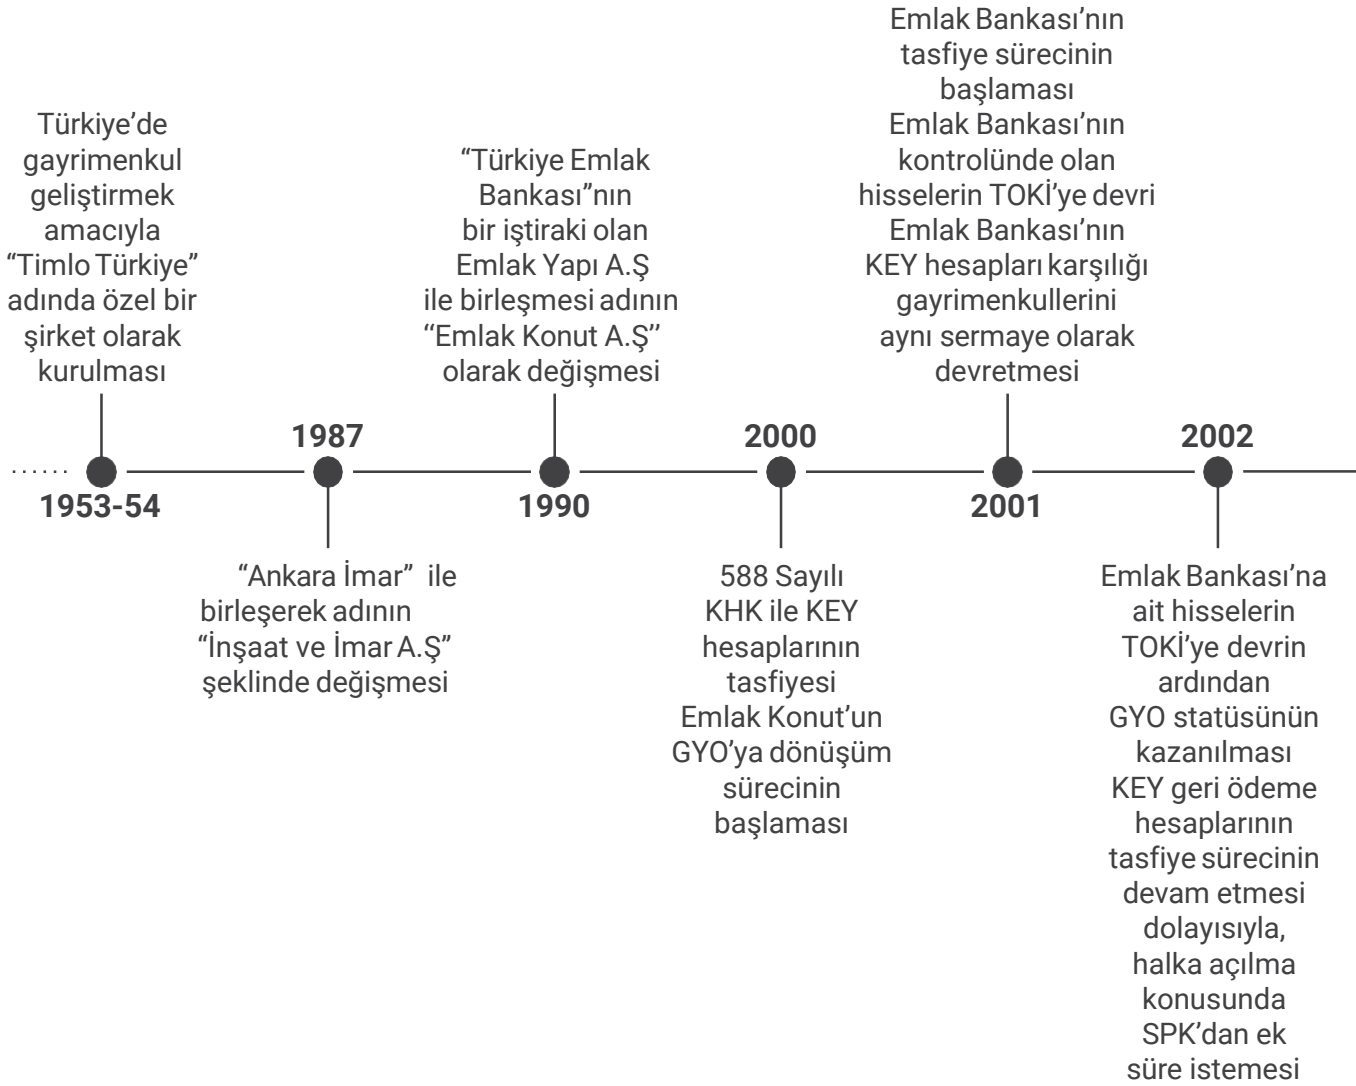 Türkiye’de
gayrimenkul
geliştirmek
amacıyla
“Timlo Türkiye”
adında özel bir
şirket olarak
kurulması
1953-54
1987
“Ankara İmar” ile
birleşerek adının
“İnşaat ve İmar A.Ş”
şeklinde değişmesi
“Türkiye Emlak
Bankası”nın
bir iştiraki olan
Emlak Yapı A.Ş
ile birleşmesi adının
“Emlak Konut A.Ş”
olarak değişmesi
1990
2000
588 Sayılı
KHK ile KEY
hesaplarının
tasfiyesi
Emlak Konut’un
GYO’ya dönüşüm
sürecinin
başlaması
Emlak Bankası’nın
tasfiye sürecinin
başlaması
Emlak Bankası’nın
kontrolünde olan
hisselerin TOKİ’ye devri
Emlak Bankası’nın
KEY hesapları karşılığı
gayrimenkullerini
aynı sermaye olarak
devretmesi
2001
2002
Emlak Bankası’na
ait hisselerin
TOKİ’ye devrin
ardından
GYO statüsünün
kazanılması
KEY geri ödeme
hesaplarının
tasfiye sürecinin
devam etmesi
dolayısıyla,
halka açılma
konusunda
SPK’dan ek
süre istemesi